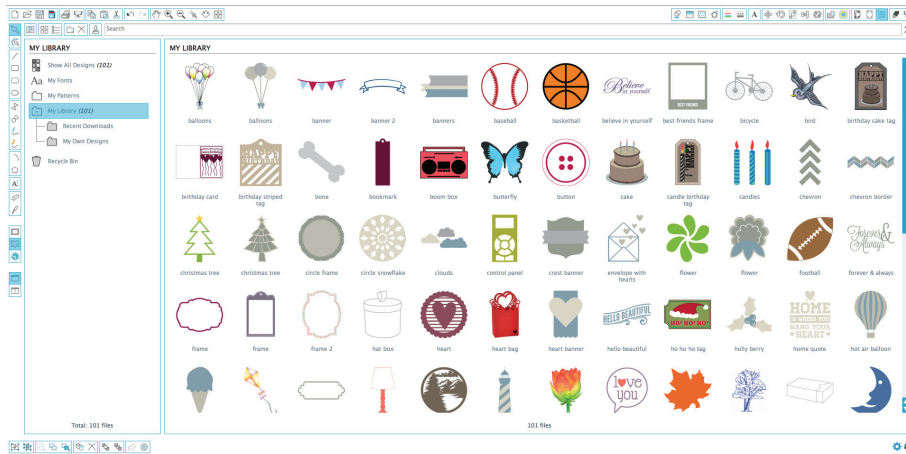 Search
MY LIBRARY
Show All Designs (101)
Aa My Fonts
My Patterns
My Library (101)
Recent Downloads
My Own Designs
Recycle Bin
Total: 101 files
MY LIBRARY
balloons balloons banner banner 2 banners baseball basketball believe in yourself best friends frame bicycle bird birthday cake tag
Believe in yourself
BEST FRIENDS
HAPPY BIRTHDAY
birthday card birthday striped tag bone bookmark boom box butterfly button cake candle birthday tag candles chevron chevron border
HAPPY BIRTHDAY
christmas tree christmas tree circle frame circle snowflake clouds control panel crest banner envelope with hearts flower flower football forever & always
Forever & Always
frame frame frame 2 hat box heart heart bag heart banner hello beautiful ho ho ho tag holly berry home quote hot air balloon
HELLO BEAUTIFUL
HO! HO! HO!
HOME
IS WHERE YOU
HANG YOUR
HEART
love
you
101 files